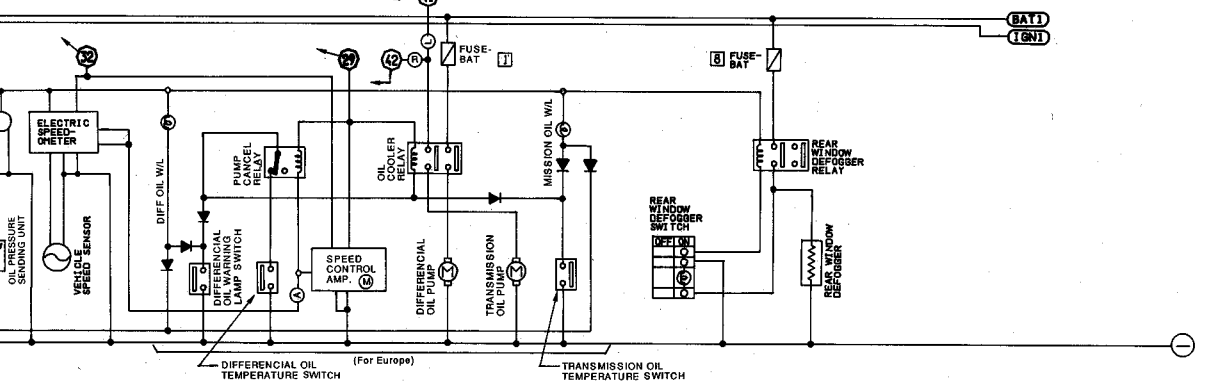 BAT1
IGN1
L
FUSE-
BAT
1
8
FUSE-
BAT
32
29
42
R
ELECTRIC
SPEED-
OMETER
DIFF OIL W/L
PUMP
CANCEL
RELAY
OIL
COOLER
RELAY
MISSION OIL W/L
REAR
WINDOW
DEFOGGER
RELAY
REAR
WINDOW
DEFOGGER
SWITCH
OFF
ON
OIL PRESSURE
SENDING UNIT
VEHICLE
SPEED SENSOR
DIFFERENCIAL
OIL WARNING
LAMP SWITCH
A
SPEED
CONTROL
AMP. M
DIFFERENCIAL
OIL PUMP
M
TRANSMISSION
OIL PUMP
M
REAR WINDOW
DEFOGGER
(For Europe)
DIFFERENCIAL OIL
TEMPERATURE SWITCH
TRANSMISSION OIL
TEMPERATURE SWITCH